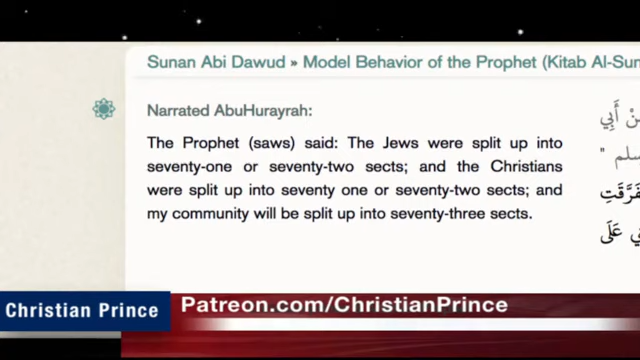 Sunan Abi Dawud » Model Behavior of the Prophet (Kitab Al-Sun
Narrated AbuHurayrah:
The Prophet (saws) said: The Jews were split up into
seventy-one or seventy-two sects; and the Christians
were split up into seventy one or seventy-two sects; and
my community will be split up into seventy-three sects.
أَبِي
سلم "
فَرَّقَتِ
عَلَى
Christian Prince
Patreon.com/ChristianPrince